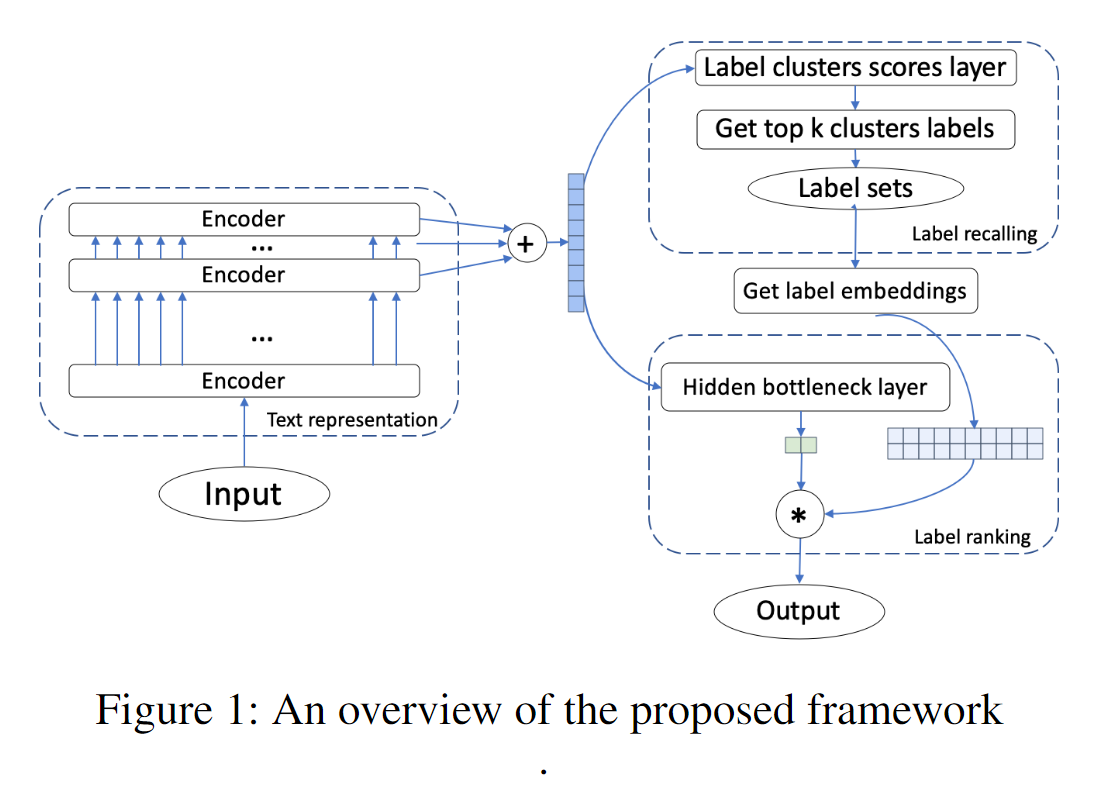 Encoder
...
Encoder
...
Encoder
Text representation
Input
+
Label clusters scores layer
Get top k clusters labels
Label sets
Label recalling
Get label embeddings
Hidden bottleneck layer
*
Label ranking
Output
Figure 1: An overview of the proposed framework
.